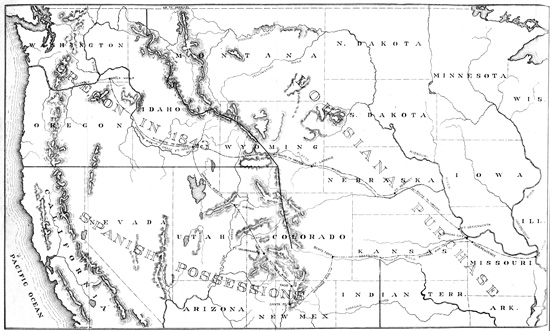 WASHINGTON
MONTANA
N. DAKOTA
MINNESOTA
WIS
OREGON IN 18
IDAHO
LOUISIANA PURCHASE
S. DAKOTA
OREGON
WYOMING
NEBRASKA
IOWA
NEVADA
CALIFORNIA
UTAH
COLORADO
ILL
SPANISH POSSESSIONS
KANSAS
MISSOURI
PACIFIC OCEAN
ARIZONA
NEW MEX
INDIAN TERR.
ARK.